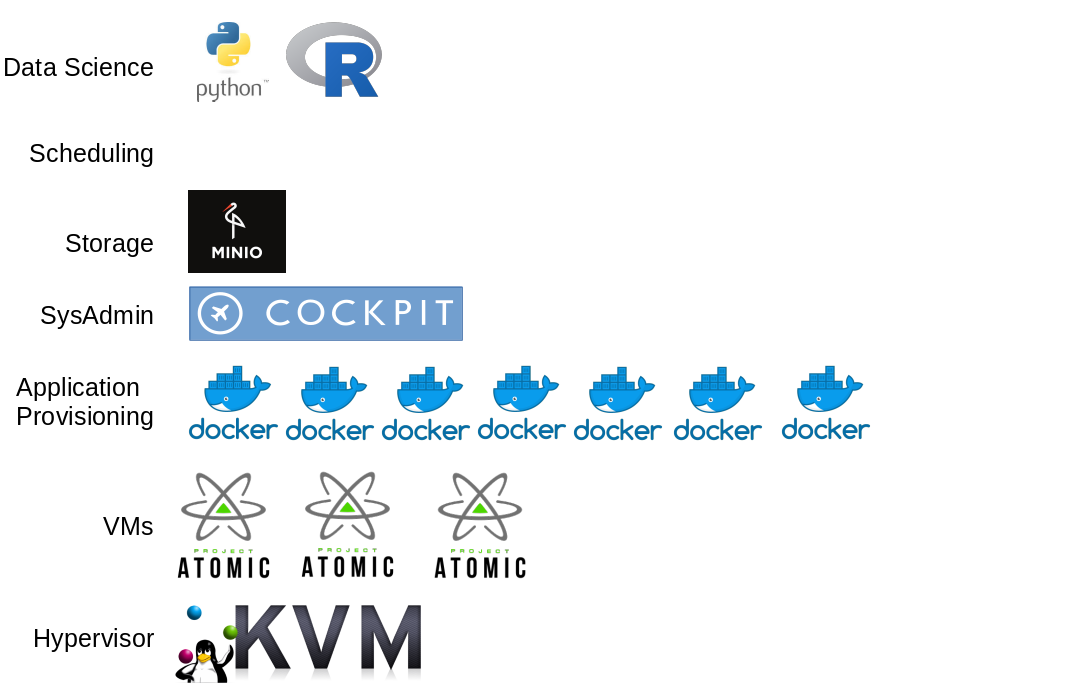 Data Science
python™
R
Scheduling
Storage
MINIO
SysAdmin
COCKPIT
Application
Provisioning
docker docker docker docker docker docker docker
VMs
PROJECT PROJECT PROJECT
ATOMIC ATOMIC ATOMIC
Hypervisor
KVM